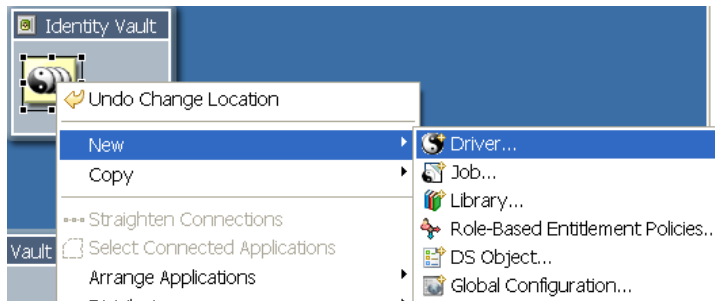 Identity Vault
Undo Change Location
New
Driver...
Copy
Job...
Library...
Straighten Connections
Role-Based Entitlement Policies..
Vault
Select Connected Applications
DS Object...
Arrange Applications
Global Configuration...